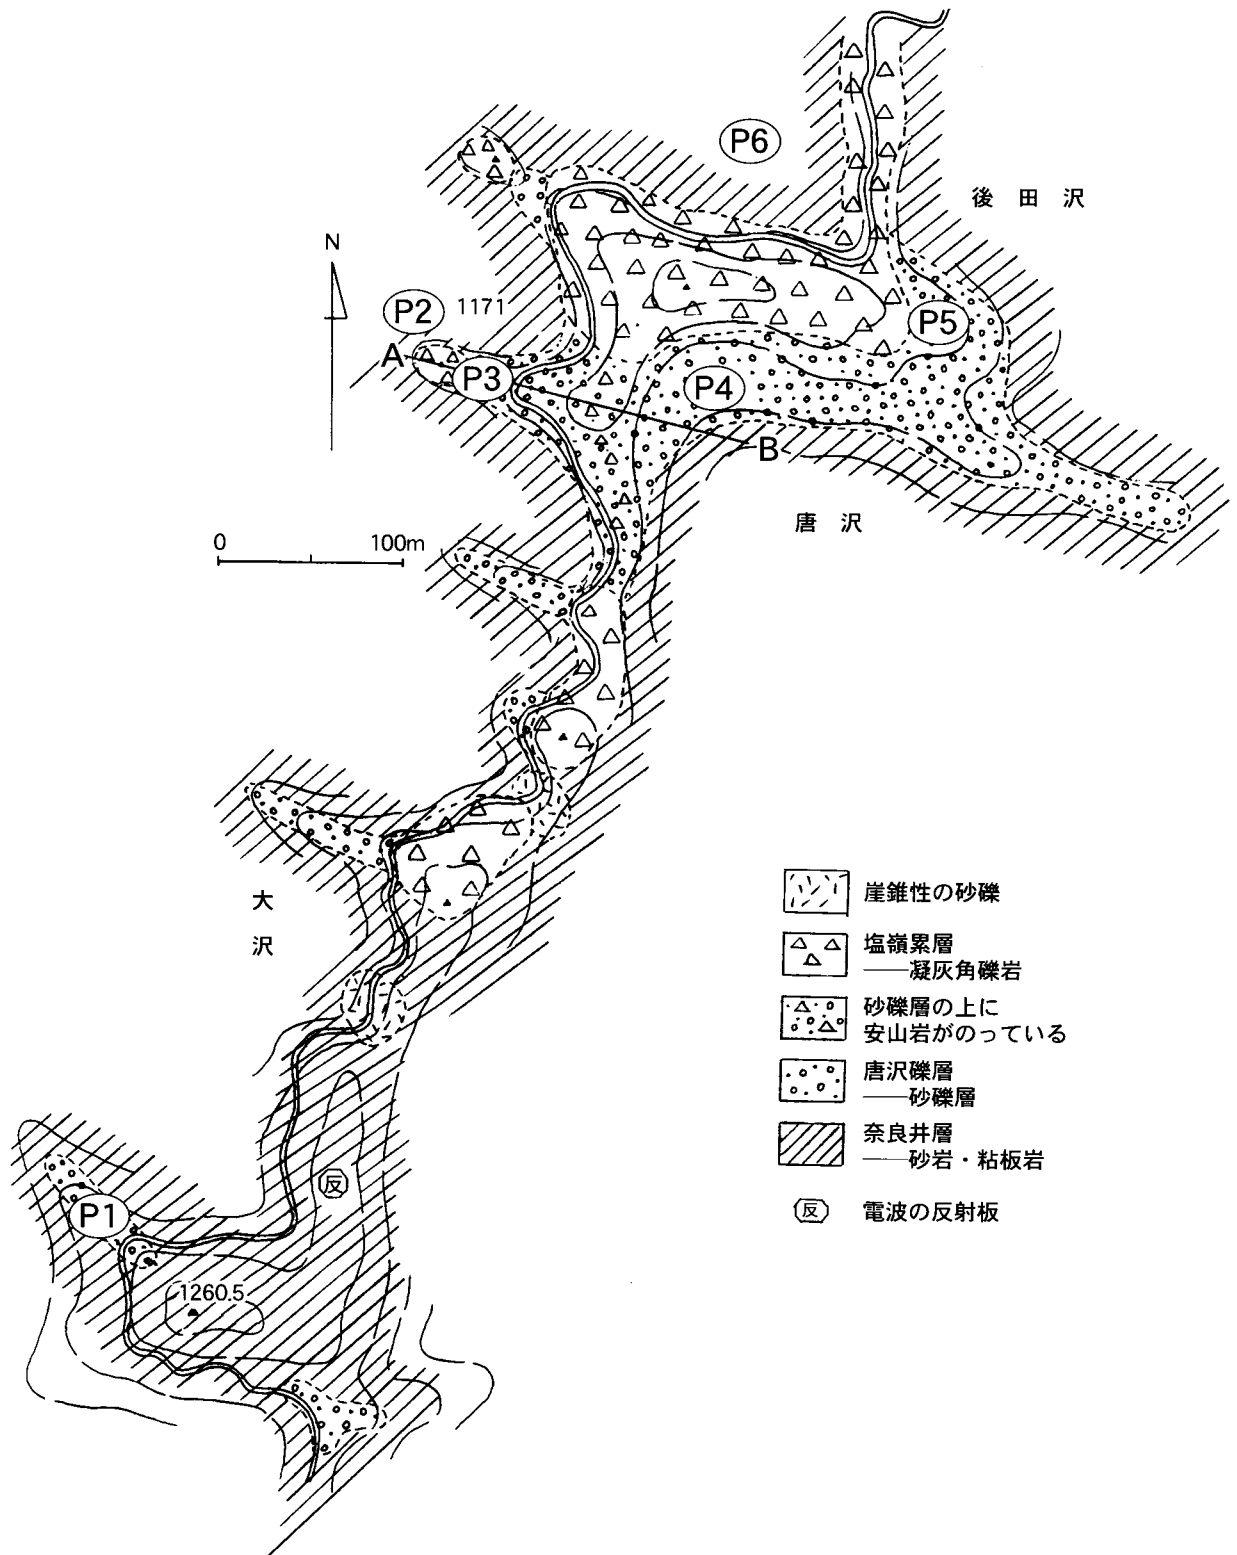 P6
後田沢
N
P2
1171
P5
A
P3
P4
B
唐沢
0
100m
大沢
崖錐性の砂礫
塩嶺累層
——凝灰角礫岩
砂礫層の上に
安山岩がのっている
唐沢礫層
——砂礫層
奈良井層
——砂岩・粘板岩
反
電波の反射板
反
P1
1260.5